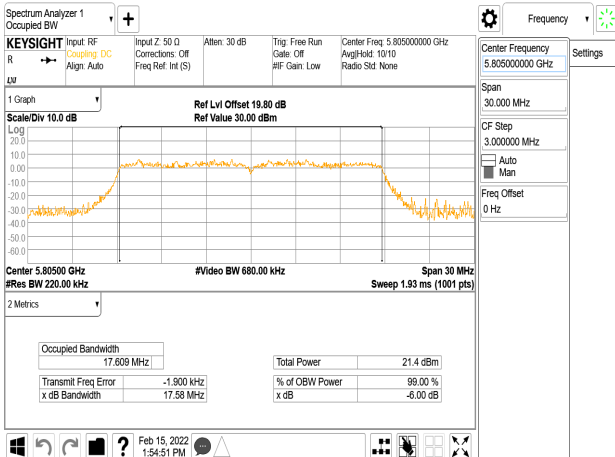 Spectrum Analyzer 1
Occupied BW
Frequency
KEYSIGHT
R
LXI
Input: RF
Coupling: DC
Align: Auto
Input Z: 50 Ω
Corrections: Off
Freq Ref: Int (S)
Atten: 30 dB
Trig: Free Run
Gate: Off
#IF Gain: Low
Center Freq: 5.805000000 GHz
Avg|Hold: 10/10
Radio Std: None
Center Frequency
5.805000000 GHz
Settings
Span
30.000 MHz
CF Step
3.000000 MHz
Auto
Man
Freq Offset
0 Hz
1 Graph
Scale/Div 10.0 dB
Ref Lvl Offset 19.80 dB
Ref Value 30.00 dBm
Log
20.0
10.0
0.00
-10.0
-20.0
-30.0
-40.0
-50.0
-60.0
Center 5.80500 GHz
#Video BW 680.00 kHz
Span 30 MHz
#Res BW 220.00 kHz
Sweep 1.93 ms (1001 pts)
2 Metrics
Occupied Bandwidth
17.609 MHz
Total Power 21.4 dBm
Transmit Freq Error -1.900 kHz
% of OBW Power 99.00 %
x dB Bandwidth 17.58 MHz
x dB -6.00 dB
?
Feb 15, 2022
1:54:51 PM